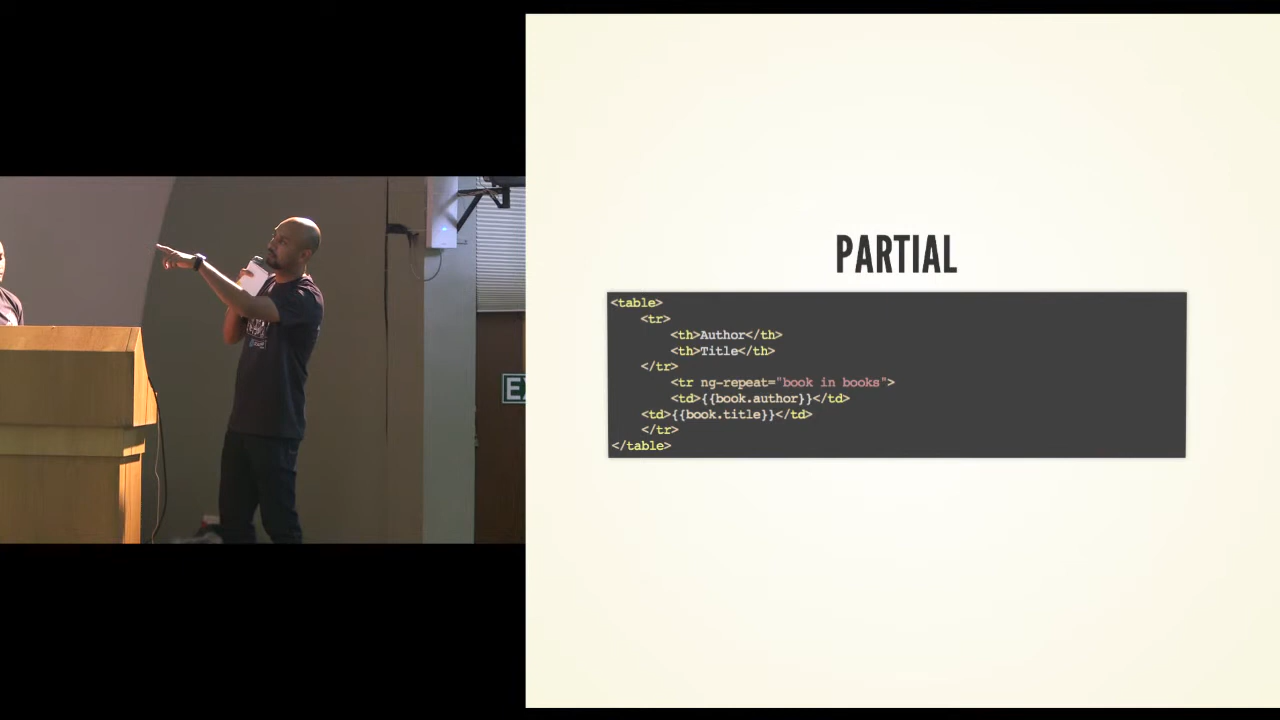 EX
PARTIAL
<table>
    <tr>
        <th>Author</th>
        <th>Title</th>
    </tr>
        <tr ng-repeat="book in books">
        <td>{{book.author}}</td>
    <td>{{book.title}}</td>
    </tr>
</table>